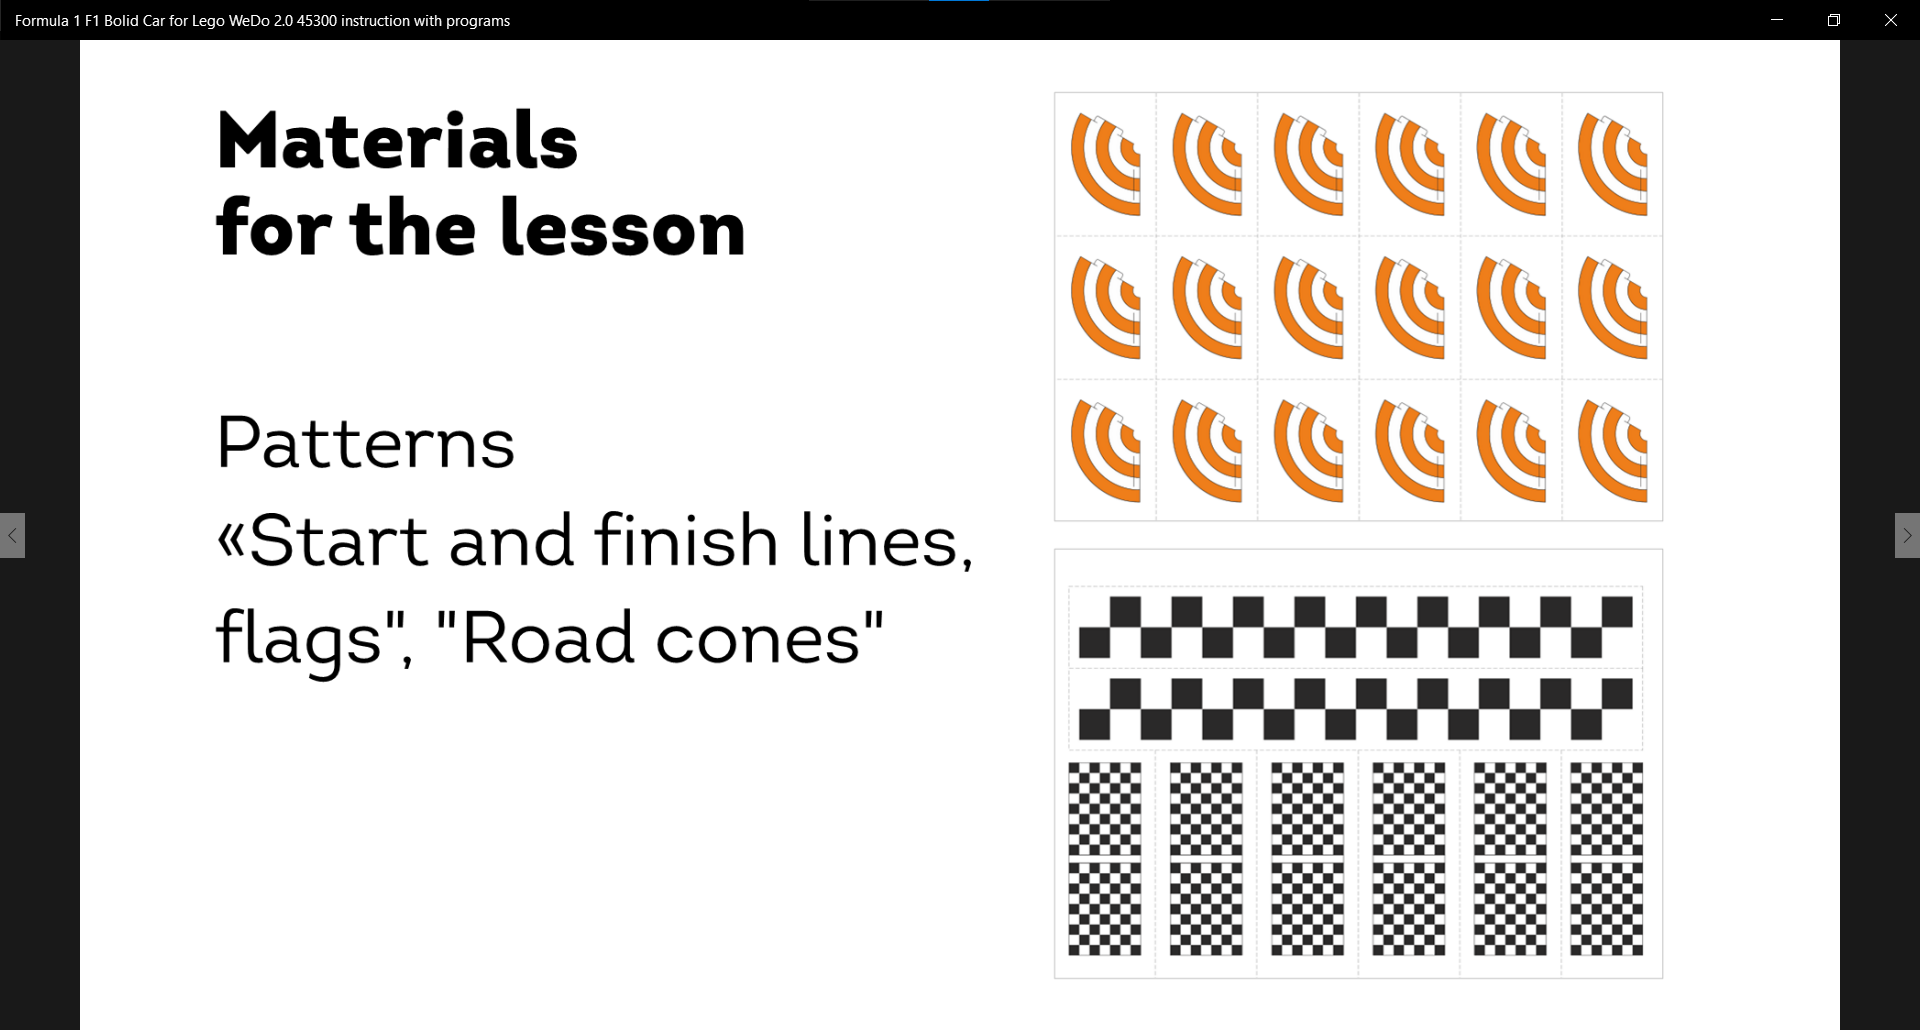 Formula 1 F1 Bolid Car for Lego WeDo 2.0 45300 instruction with programs
Materials
for the lesson
Patterns
«Start and finish lines,
flags", "Road cones"